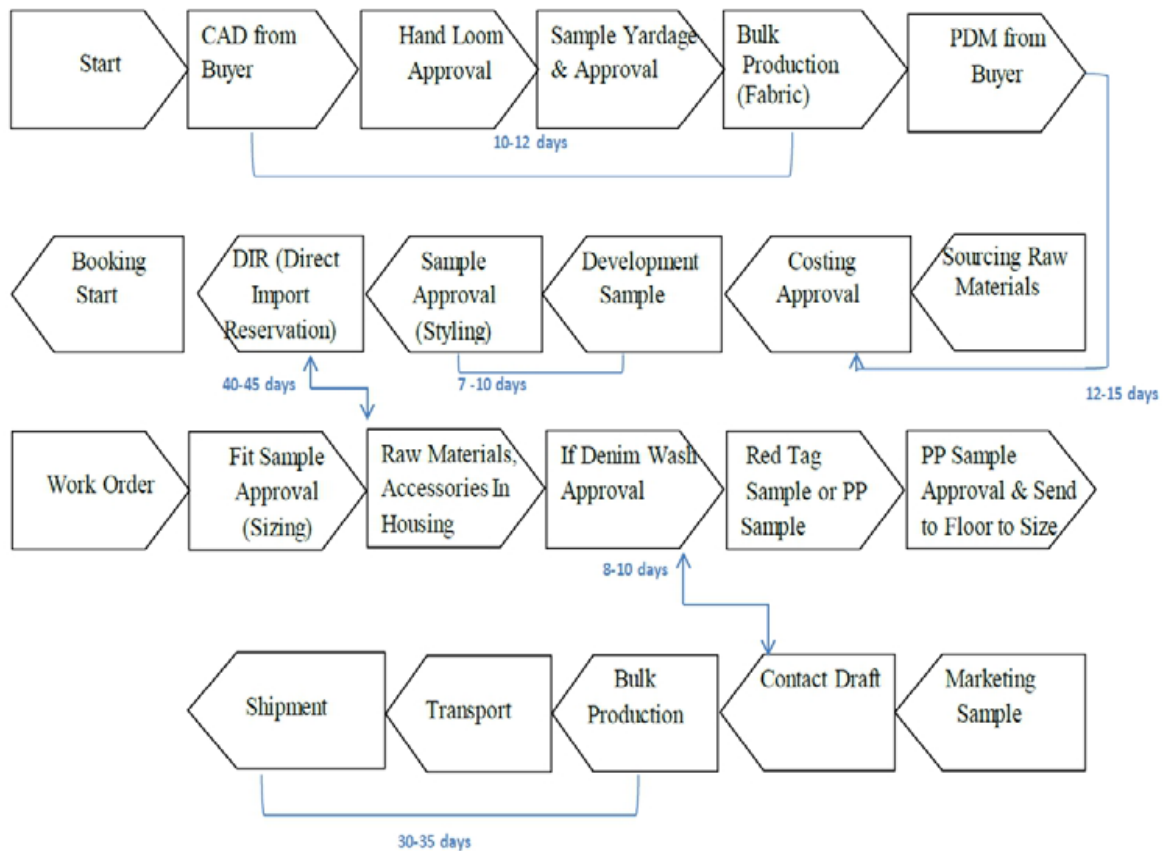 Start
CAD from
Buyer
Hand Loom
Approval
Sample Yardage
& Approval
Bulk
Production
(Fabric)
PDM from
Buyer
10-12 days
Booking
Start
DIR (Direct
Import
Reservation)
Sample
Approval
(Styling)
Development
Sample
Costing
Approval
Sourcing Raw
Materials
40-45 days
7 -10 days
12-15 days
Work Order
Fit Sample
Approval
(Sizing)
Raw Materials,
Accessories In
Housing
If Denim Wash
Approval
Red Tag
Sample or PP
Sample
PP Sample
Approval & Send
to Floor to Size
8-10 days
Shipment
Transport
Bulk
Production
Contact Draft
Marketing
Sample
30-35 days